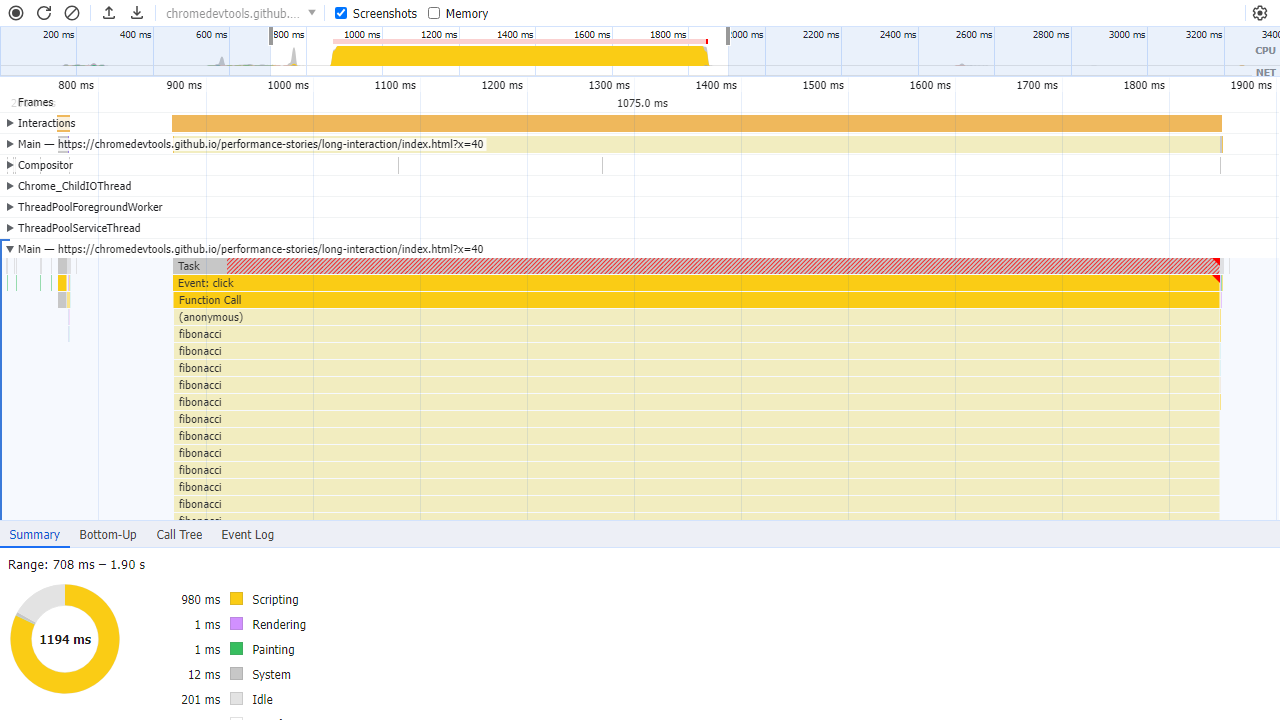 chromedevtools.github.... Screenshots Memory
200 ms 400 ms 600 ms 800 ms 1000 ms 1200 ms 1400 ms 1600 ms 1800 ms 2000 ms 2200 ms 2400 ms 2600 ms 2800 ms 3000 ms 3200 ms 3400
CPU
NET
800 ms 900 ms 1000 ms 1100 ms 1200 ms 1300 ms 1400 ms 1500 ms 1600 ms 1700 ms 1800 ms 1900 ms
Frames 1075.0 ms
Interactions
Main — https://chromedevtools.github.io/performance-stories/long-interaction/index.html?x=40
Compositor
Chrome_ChildIOThread
ThreadPoolForegroundWorker
ThreadPoolServiceThread
Main — https://chromedevtools.github.io/performance-stories/long-interaction/index.html?x=40
Task
Event: click
Function Call
(anonymous)
fibonacci
fibonacci
fibonacci
fibonacci
fibonacci
fibonacci
fibonacci
fibonacci
fibonacci
fibonacci
fibonacci
fibonacci
Summary Bottom-Up Call Tree Event Log
Range: 708 ms – 1.90 s
1194 ms
980 ms Scripting
1 ms Rendering
1 ms Painting
12 ms System
201 ms Idle